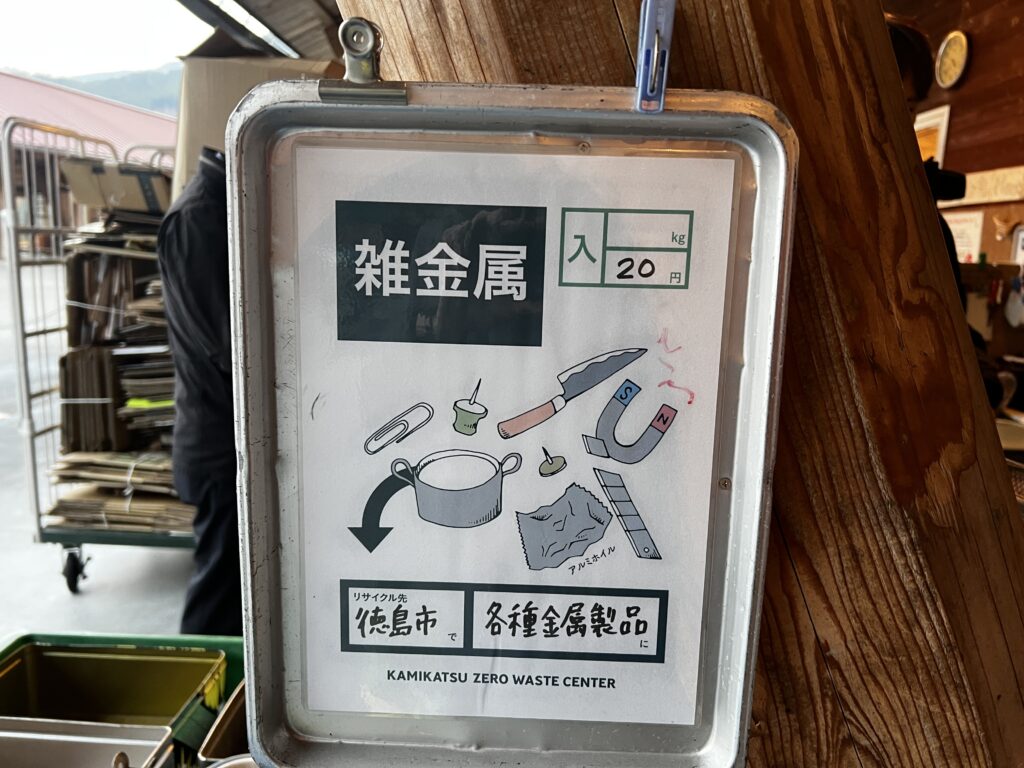 雑金属
入 kg
20 円
S
N
アルミホイル
リサイクル先
徳島市で 各種金属製品に
KAMIKATSU ZERO WASTE CENTER